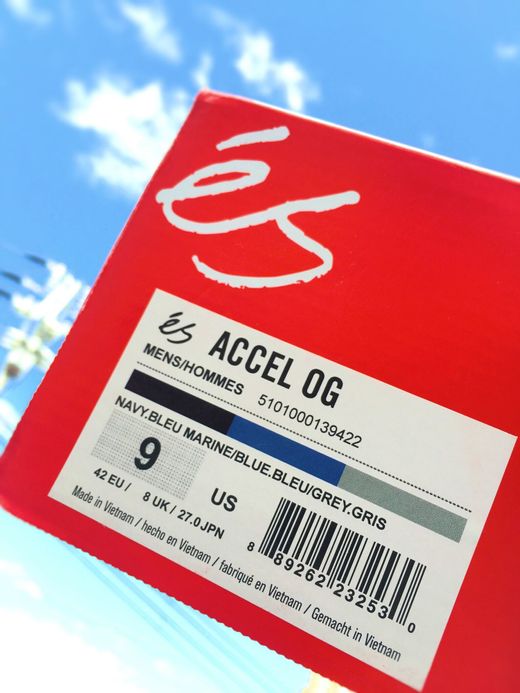 és
és ACCEL OG
MENS/HOMMES 5101000139422
NAVY.BLEU MARINE/BLUE.BLEU/GREY.GRIS
9 US
42 EU / 8 UK / 27.0 JPN
8 89262 23253 0
Made in Vietnam / hecho en Vietnam / fabriqué en Vietnam / Gemacht in Vietnam